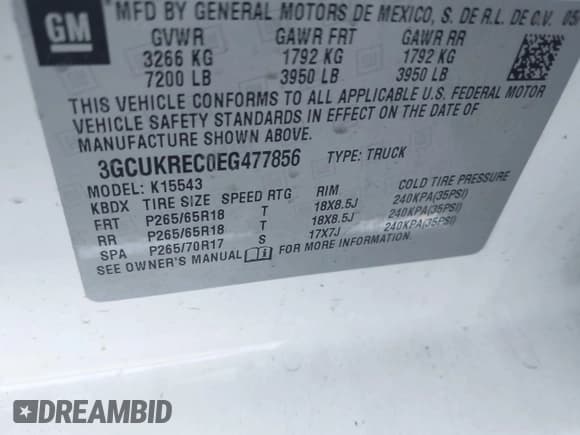 GM
MFD BY GENERAL MOTORS DE MEXICO, S. DE R.L. DE C.V. 05
GVWR GAWR FRT GAWR RR
3266 KG 1792 KG 1792 KG
7200 LB 3950 LB 3950 LB
THIS VEHICLE CONFORMS TO ALL APPLICABLE U.S. FEDERAL MOTOR
VEHICLE SAFETY STANDARDS IN EFFECT ON THE DATE OF
MANUFACTURE SHOWN ABOVE.
3GCUKREC0EG477856 TYPE: TRUCK
MODEL: K15543
KBDX TIRE SIZE SPEED RTG RIM COLD TIRE PRESSURE
FRT P265/65R18 T 18X8.5J 240KPA(35PSI)
RR P265/65R18 T 18X8.5J 240KPA(35PSI)
SPA P265/70R17 S 17X7J 240KPA(35PSI)
SEE OWNER'S MANUAL
DREAMBID